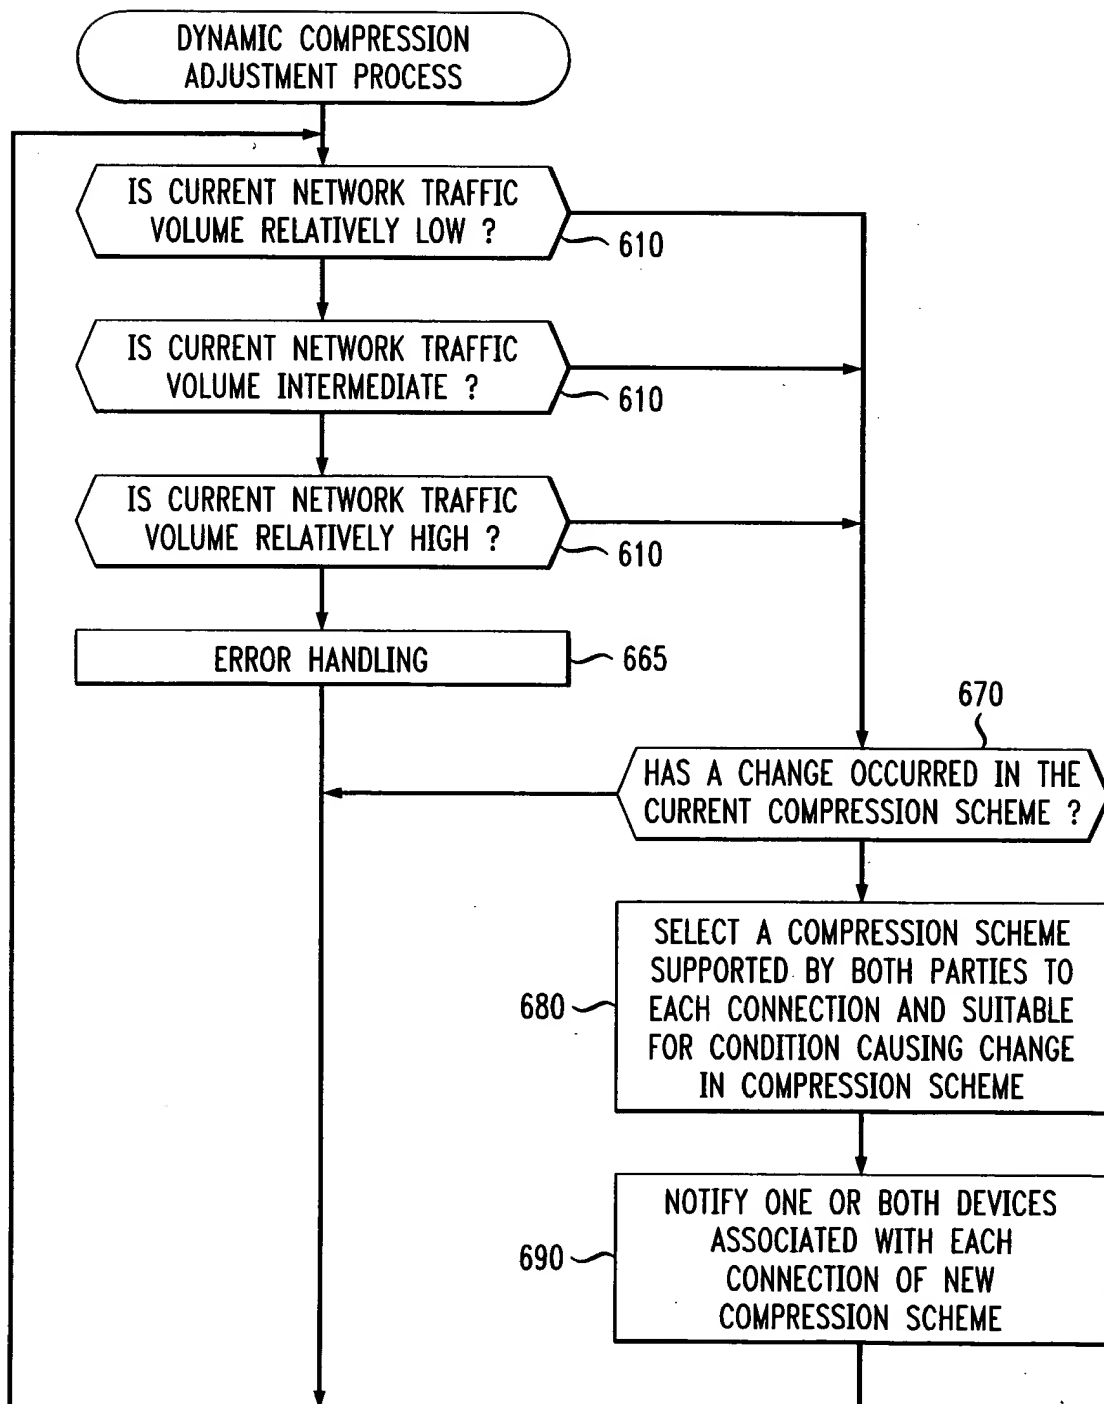 DYNAMIC COMPRESSION
ADJUSTMENT PROCESS
IS CURRENT NETWORK TRAFFIC
VOLUME RELATIVELY LOW ?
610
IS CURRENT NETWORK TRAFFIC
VOLUME INTERMEDIATE ?
610
IS CURRENT NETWORK TRAFFIC
VOLUME RELATIVELY HIGH ?
610
ERROR HANDLING
665
670
HAS A CHANGE OCCURRED IN THE
CURRENT COMPRESSION SCHEME ?
SELECT A COMPRESSION SCHEME
SUPPORTED BY BOTH PARTIES TO
EACH CONNECTION AND SUITABLE
FOR CONDITION CAUSING CHANGE
IN COMPRESSION SCHEME
680
NOTIFY ONE OR BOTH DEVICES
ASSOCIATED WITH EACH
CONNECTION OF NEW
COMPRESSION SCHEME
690